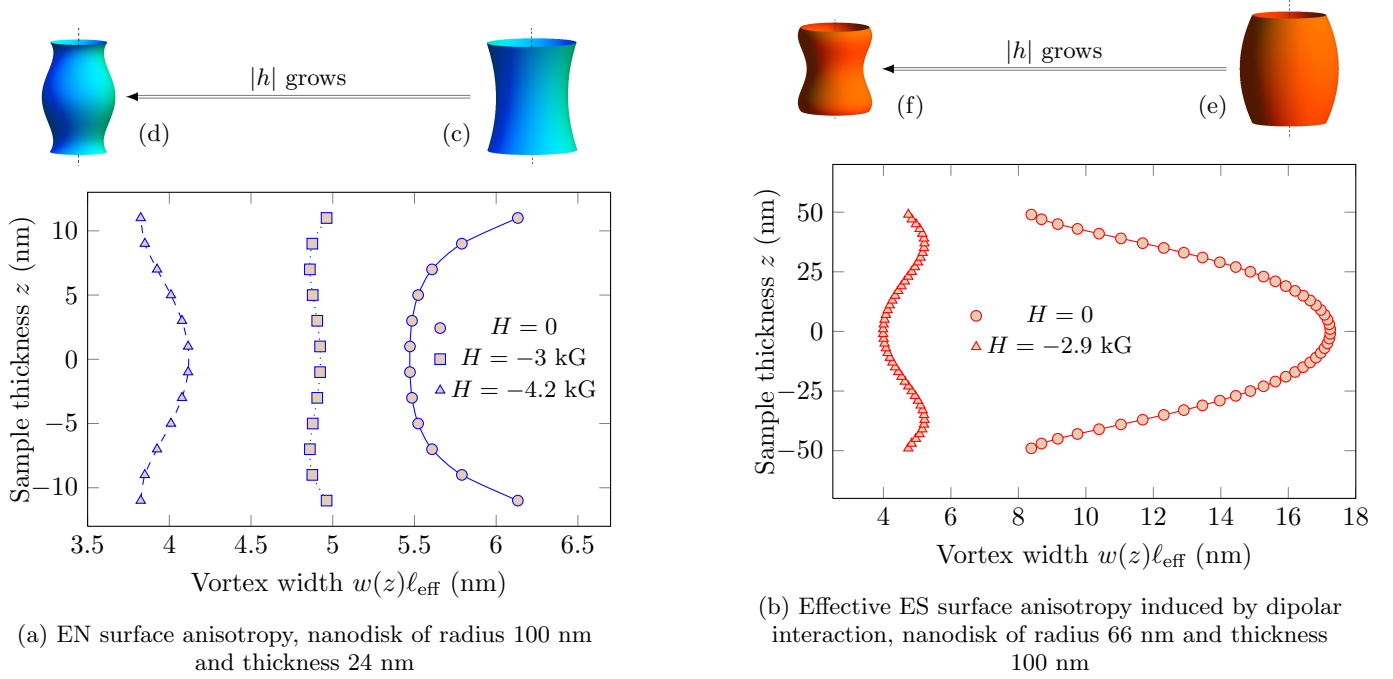 |h| grows
(d)
(c)
|h| grows
(f)
(e)
Sample thickness z (nm)
10
5
0
−5
−10
H = 0
H = −3 kG
H = −4.2 kG
3.5 4 4.5 5 5.5 6 6.5
Vortex width w(z)ℓeff (nm)
(a) EN surface anisotropy, nanodisk of radius 100 nm
and thickness 24 nm
Sample thickness z (nm)
50
25
0
−25
−50
H = 0
H = −2.9 kG
4 6 8 10 12 14 16 18
Vortex width w(z)ℓeff (nm)
(b) Effective ES surface anisotropy induced by dipolar
interaction, nanodisk of radius 66 nm and thickness
100 nm